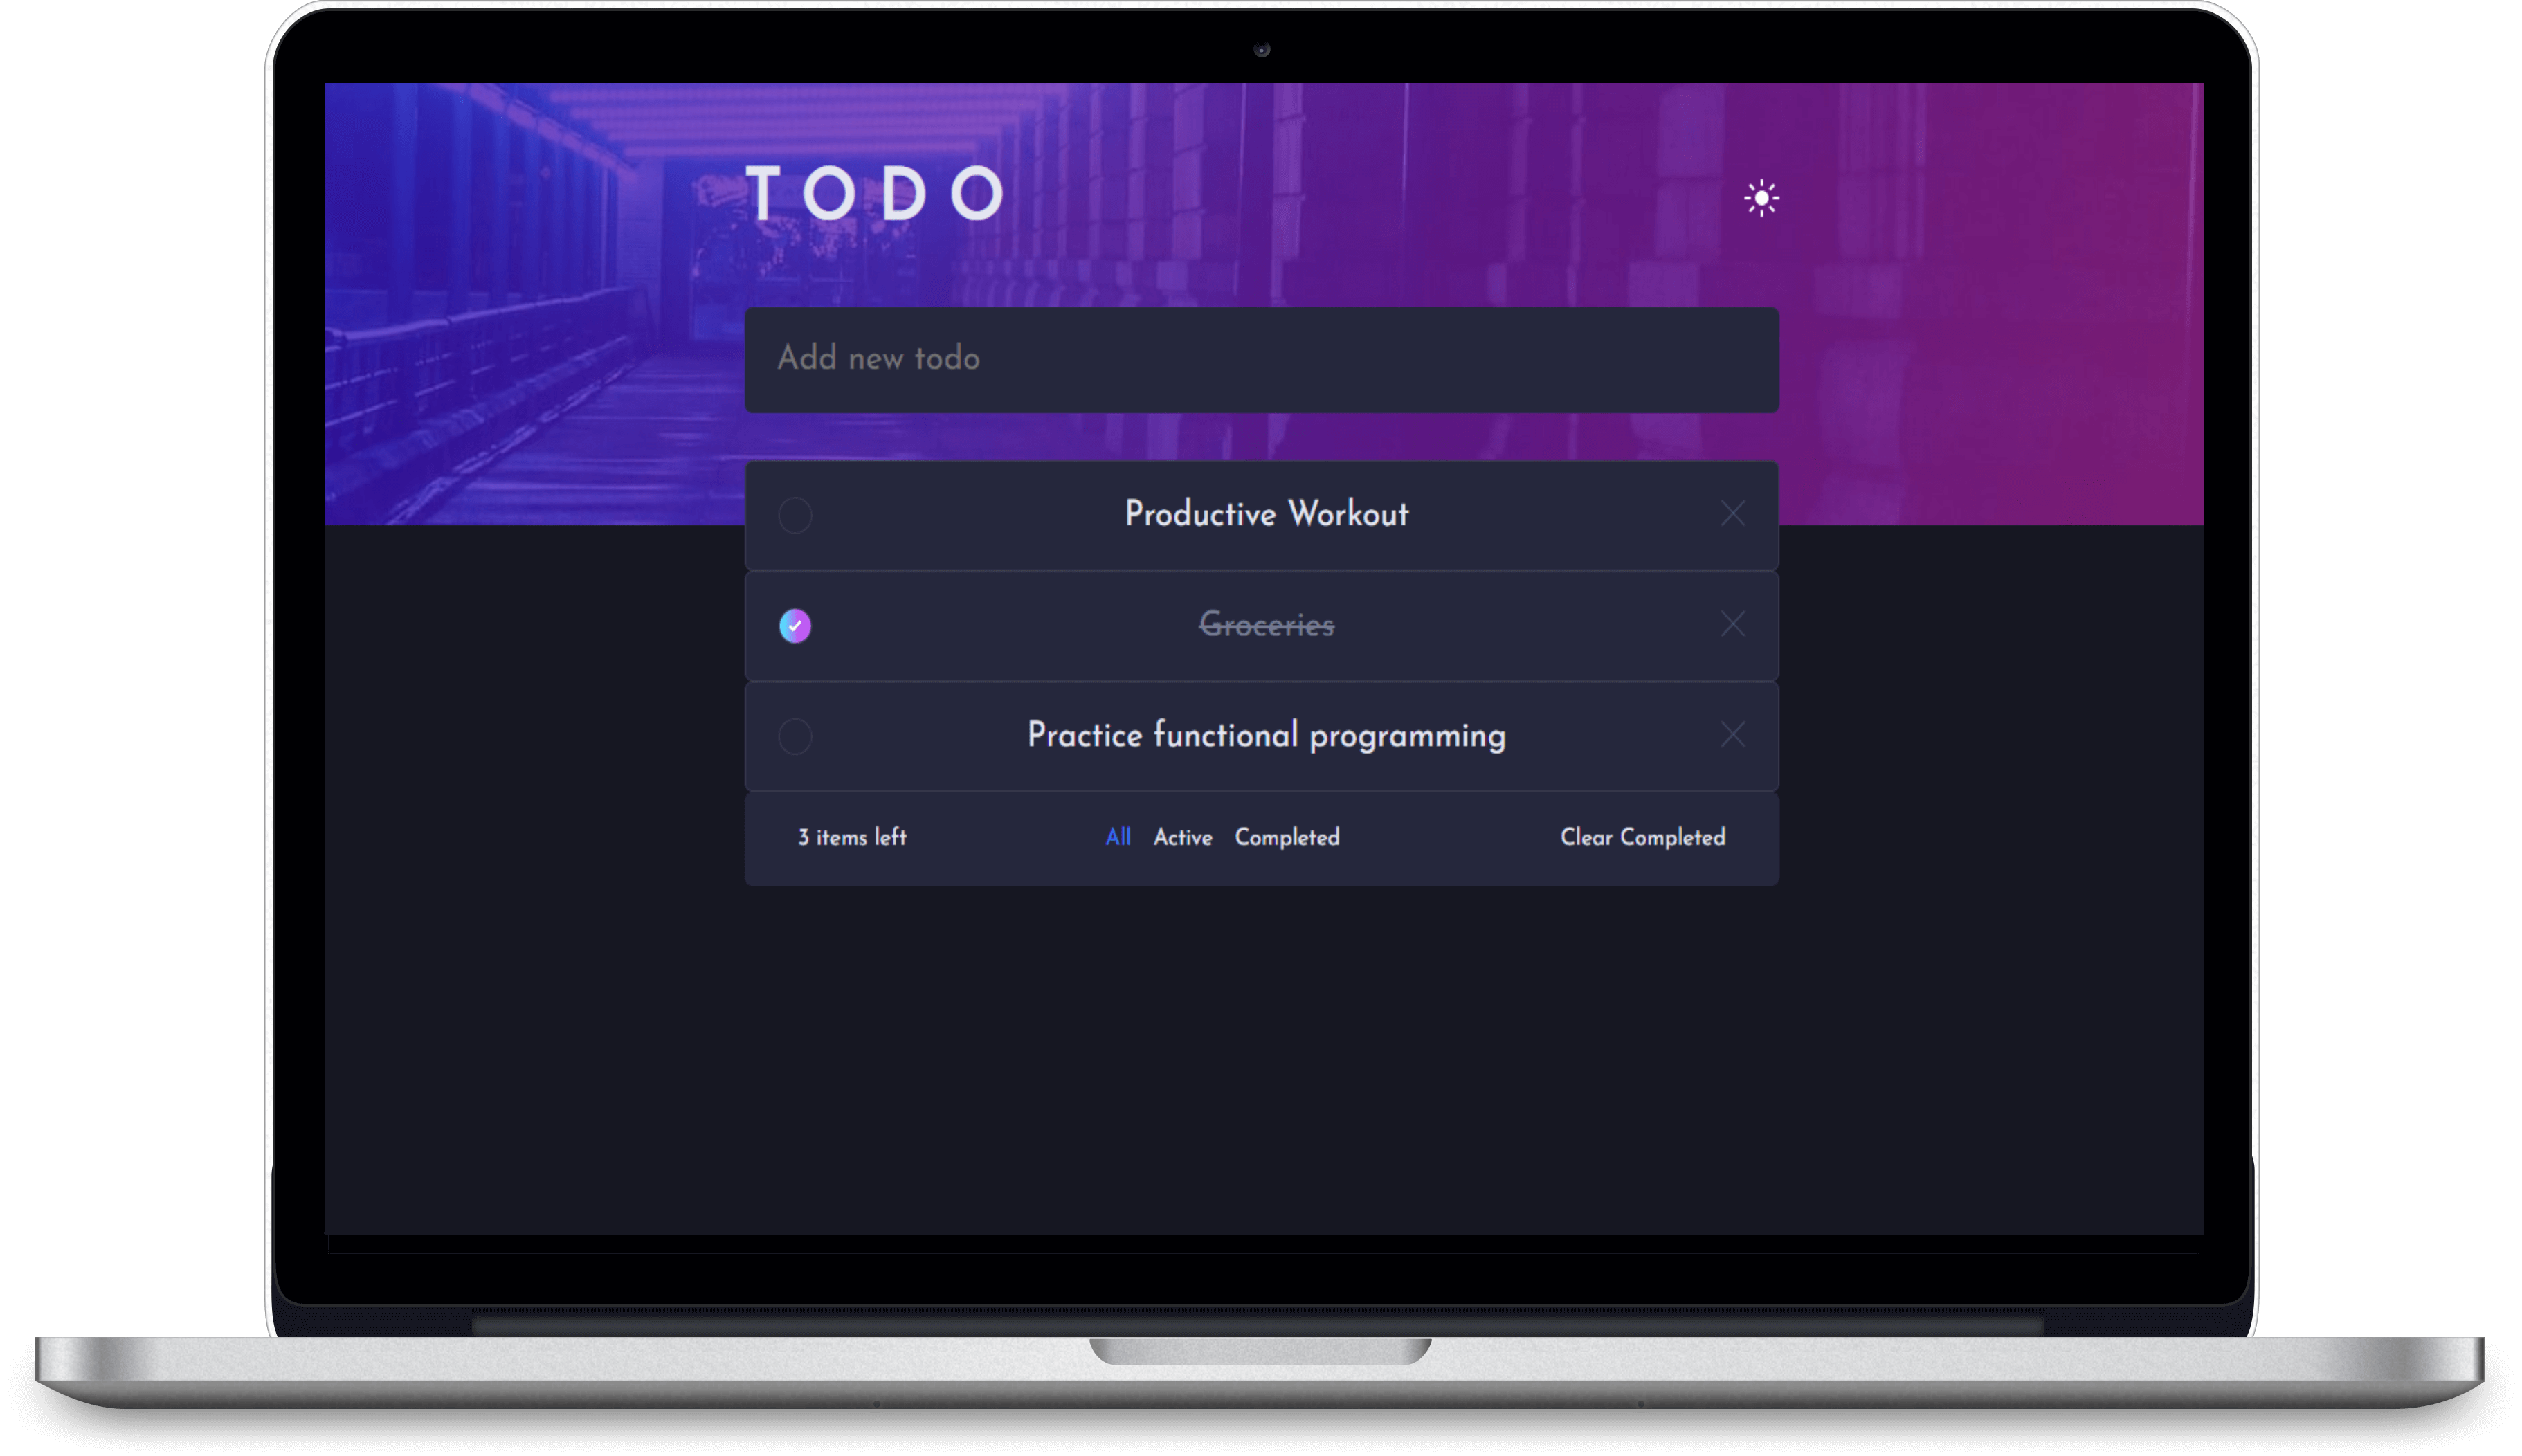 TODO
Add new todo
Productive Workout
Groceries
Practice functional programming
3 items left All Active Completed Clear Completed